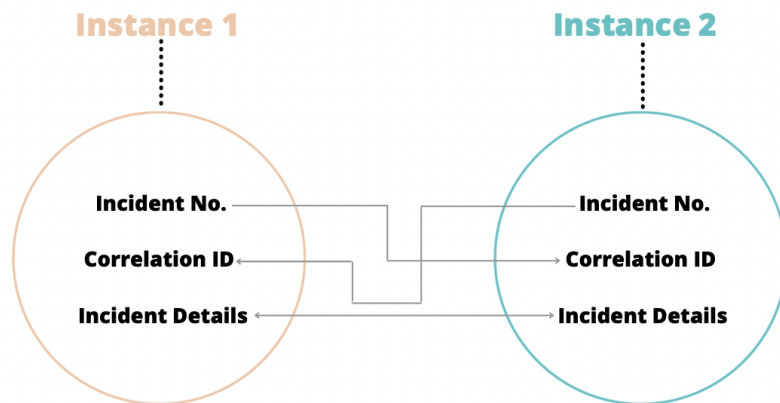 Instance 1
Instance 2
Incident No.
Incident No.
Correlation ID
Correlation ID
Incident Details
Incident Details